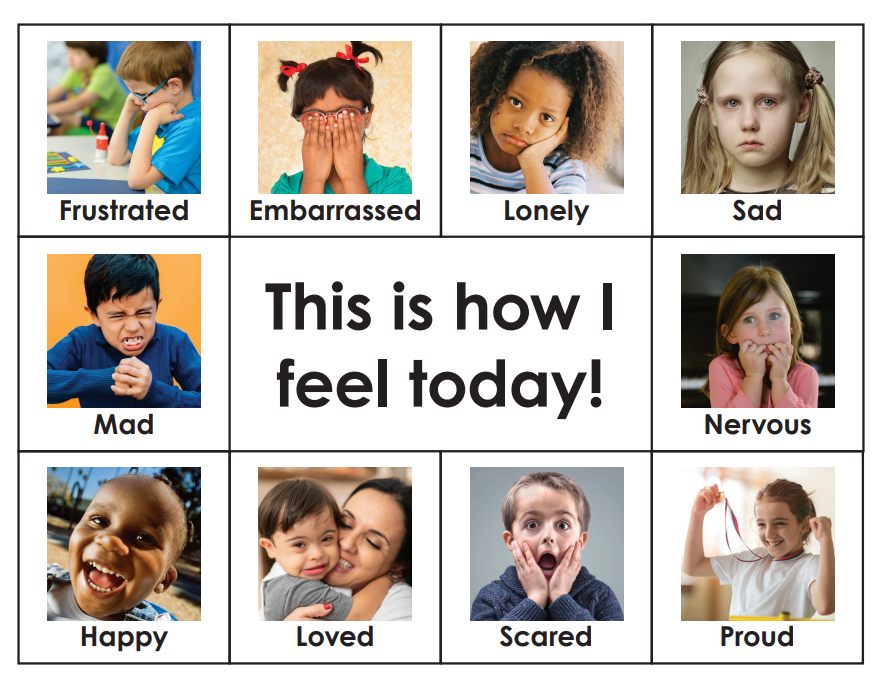 Frustrated
Embarrassed
Lonely
Sad
Mad
This is how I
feel today!
Nervous
Happy
Loved
Scared
Proud